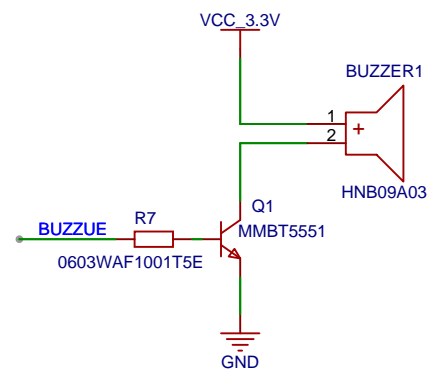 VCC_3.3V
BUZZER1
1
2
+
HNB09A03
Q1
MMBT5551
BUZZUE
R7
0603WAF1001T5E
GND